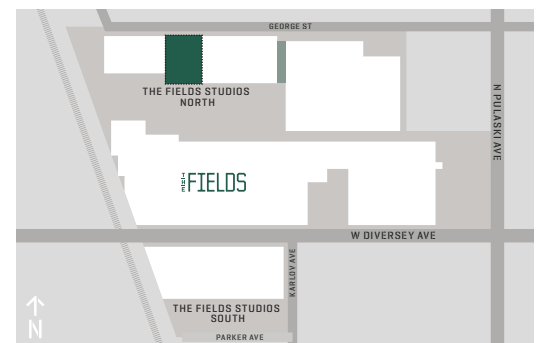 GEORGE ST
THE FIELDS STUDIOS
NORTH
N PULASKI AVE
THE FIELDS
W DIVERSEY AVE
KARLOV AVE
THE FIELDS STUDIOS
SOUTH
PARKER AVE
N